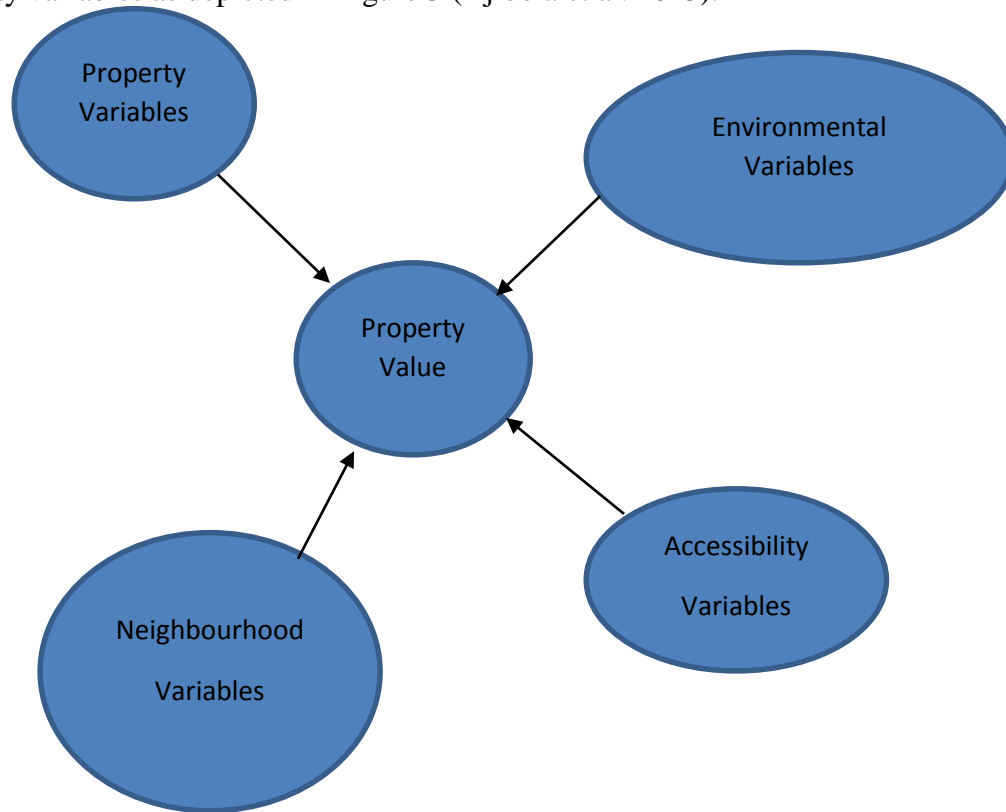 Property
Variables
Environmental
Variables
Property
Value
Accessibility
Variables
Neighbourhood
Variables